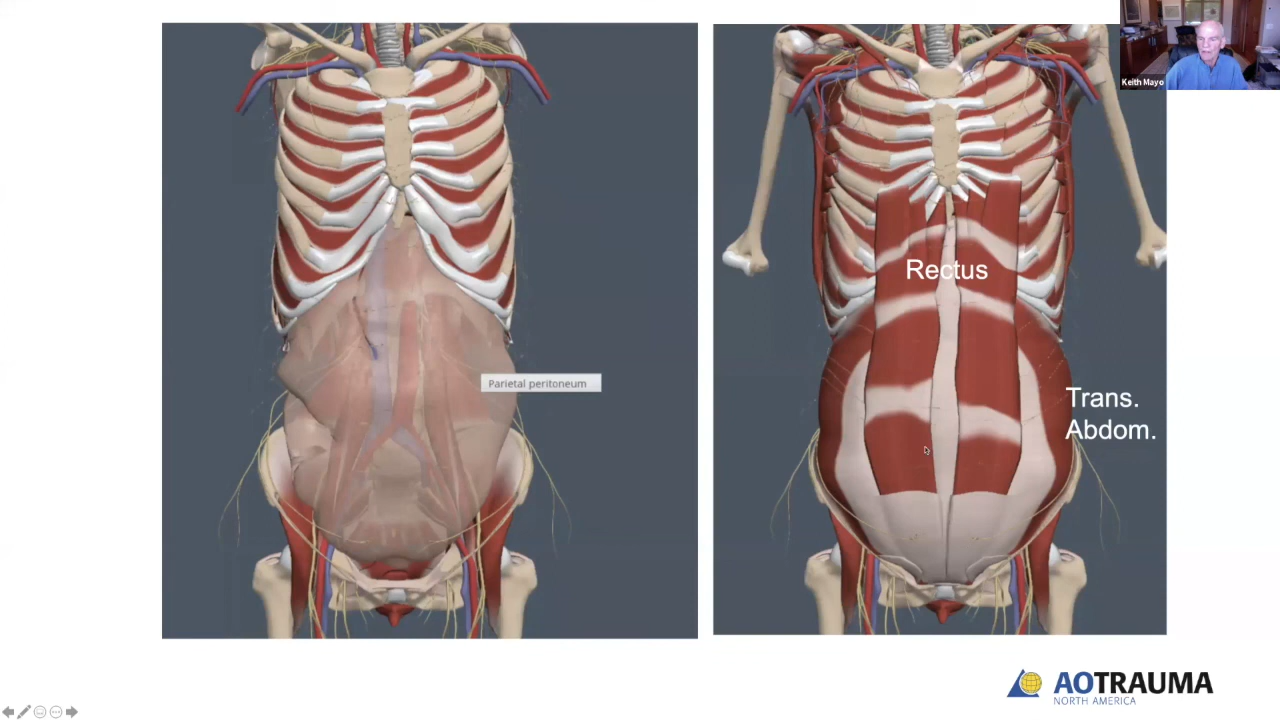 Keith Mayo
Rectus
Parietal peritoneum
Trans.
Abdom.
AOTRAUMA
NORTH AMERICA